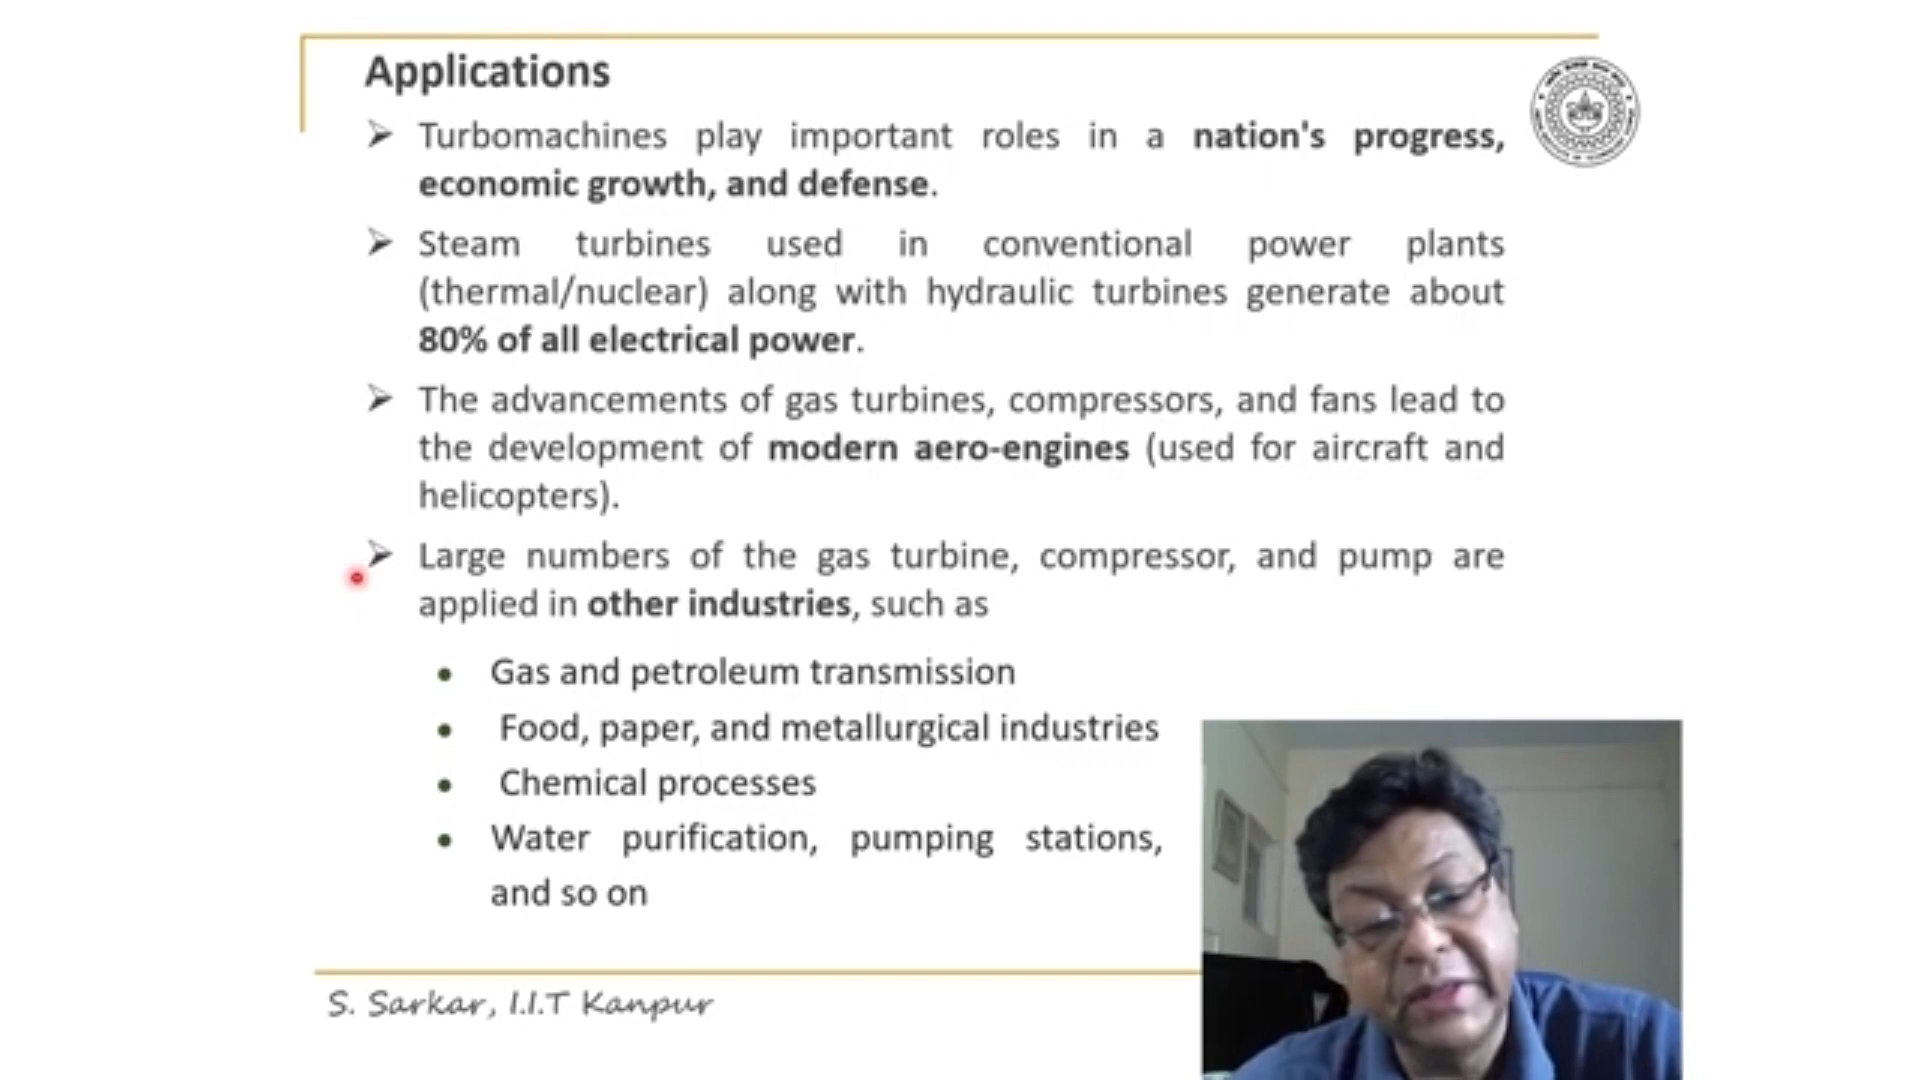 Applications
Turbomachines play important roles in a nation's progress,
economic growth, and defense.
Steam turbines used in conventional power plants
(thermal/nuclear) along with hydraulic turbines generate about
80% of all electrical power.
The advancements of gas turbines, compressors, and fans lead to
the development of modern aero-engines (used for aircraft and
helicopters).
Large numbers of the gas turbine, compressor, and pump are
applied in other industries, such as
Gas and petroleum transmission
Food, paper, and metallurgical industries
Chemical processes
Water purification, pumping stations,
and so on
S. Sarkar, I.I.T Kanpur